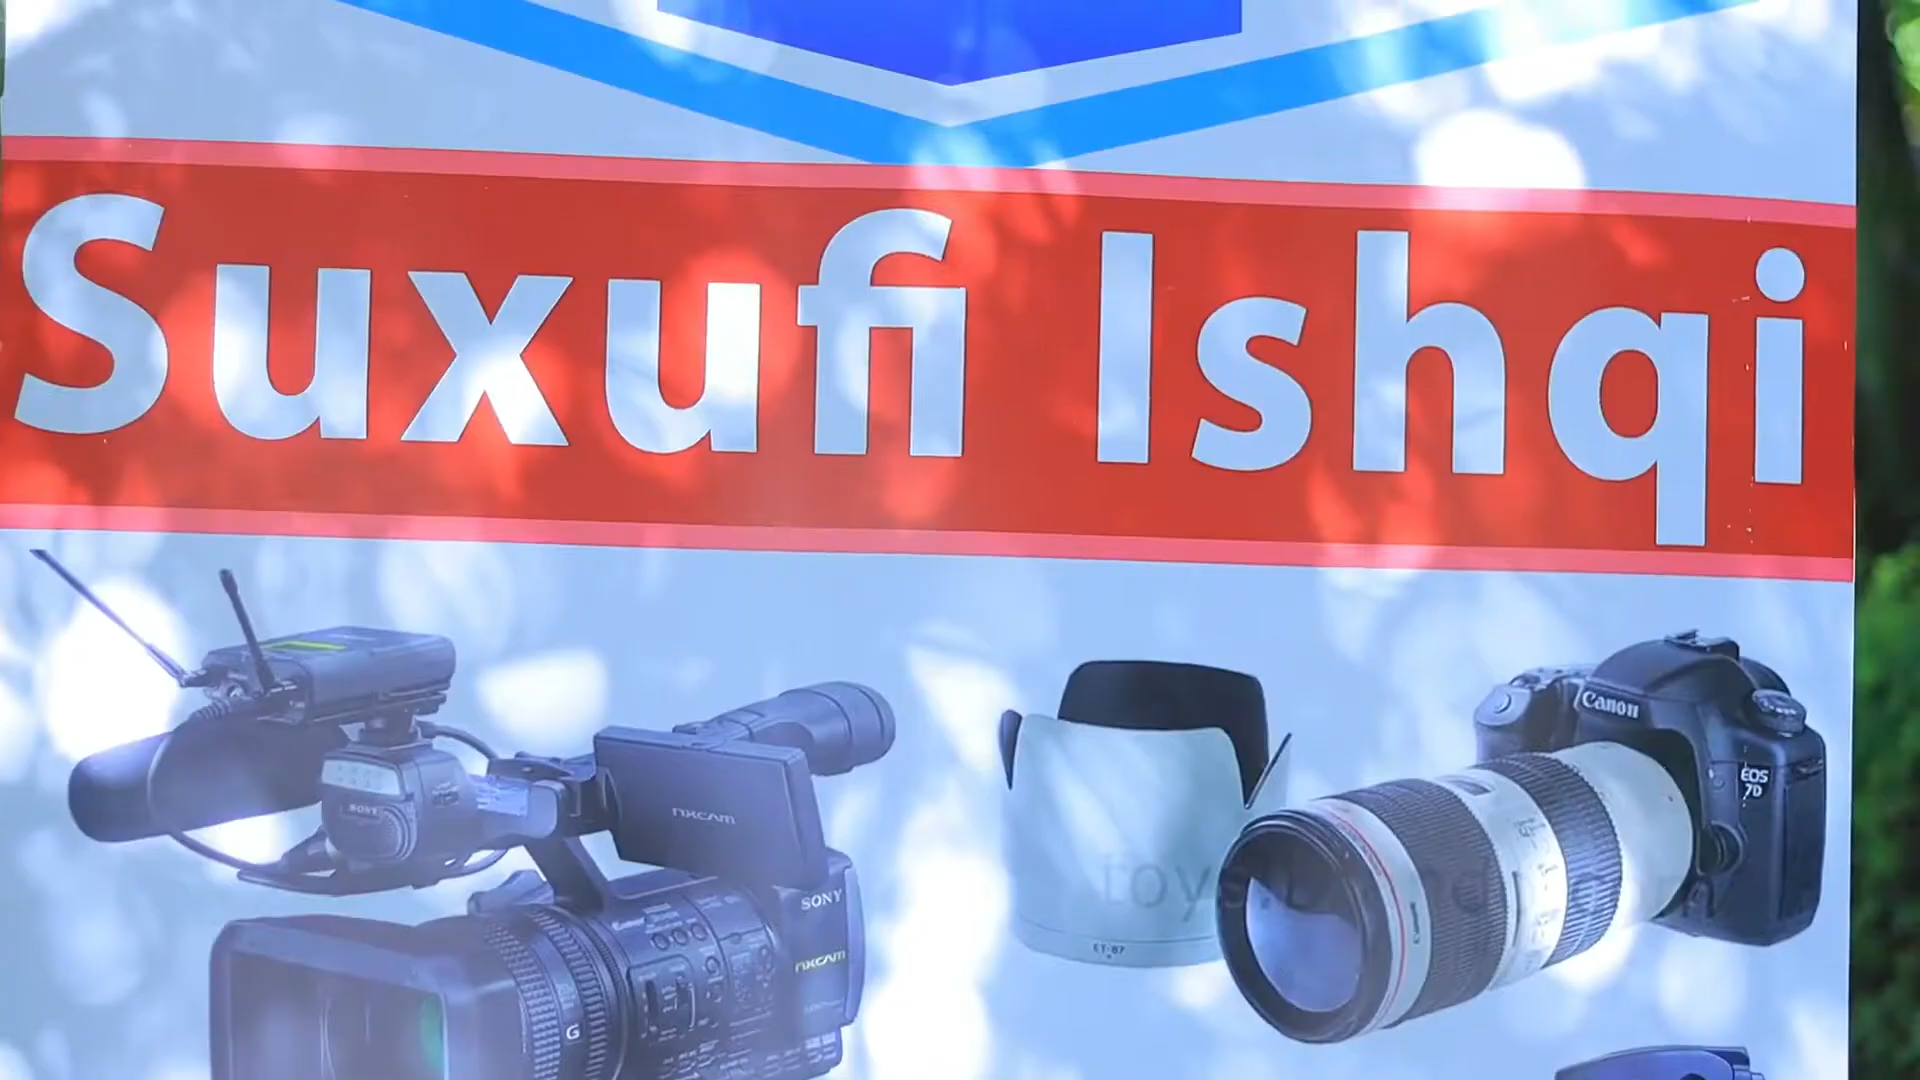 Suxufi Ishqi
Canon
EOS
7D
SONY
NXCAM
SONY
NXCAM
ET-87
G